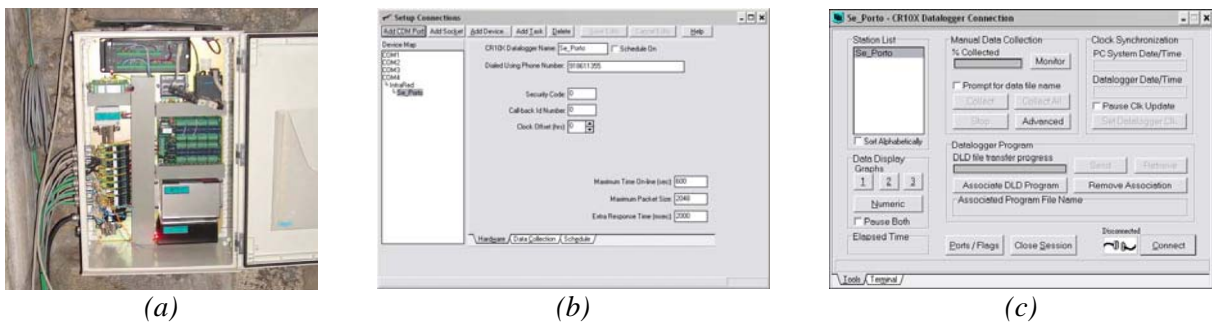 Setup Connections
Add COM Port Add Socket Add Device... Add Task Delete Help
Device Map
COM1
COM2
COM3
COM4
InfraRed
Se_Porto
CR10X Datalogger Name: Se_Porto Schedule On
Dialed Using Phone Number: 918611355
Security Code: 0
Call-back Id Number: 0
Clock Offset (hrs): 0
Maximum Time On-line (sec): 600
Maximum Packet Size: 2048
Extra Response Time (msec): 2000
Hardware Data Collection Schedule
Se_Porto - CR10X Datalogger Connection
Station List
Se_Porto
Sort Alphabetically
Data Display
Graphs
1 2 3
Numeric
Pause Both
Elapsed Time
Manual Data Collection
% Collected
Monitor
Prompt for data file name
Collect Collect All
Stop Advanced
Clock Synchronization
PC System Date/Time
Datalogger Date/Time
Pause Clk Update
Set Datalogger Clk
Datalogger Program
DLD file transfer progress
Send Remove
Associate DLD Program Remove Association
Associated Program File Name
Ports / Flags Close Session
Disconnected
Connect
Tools Terminal
(a) (b) (c)